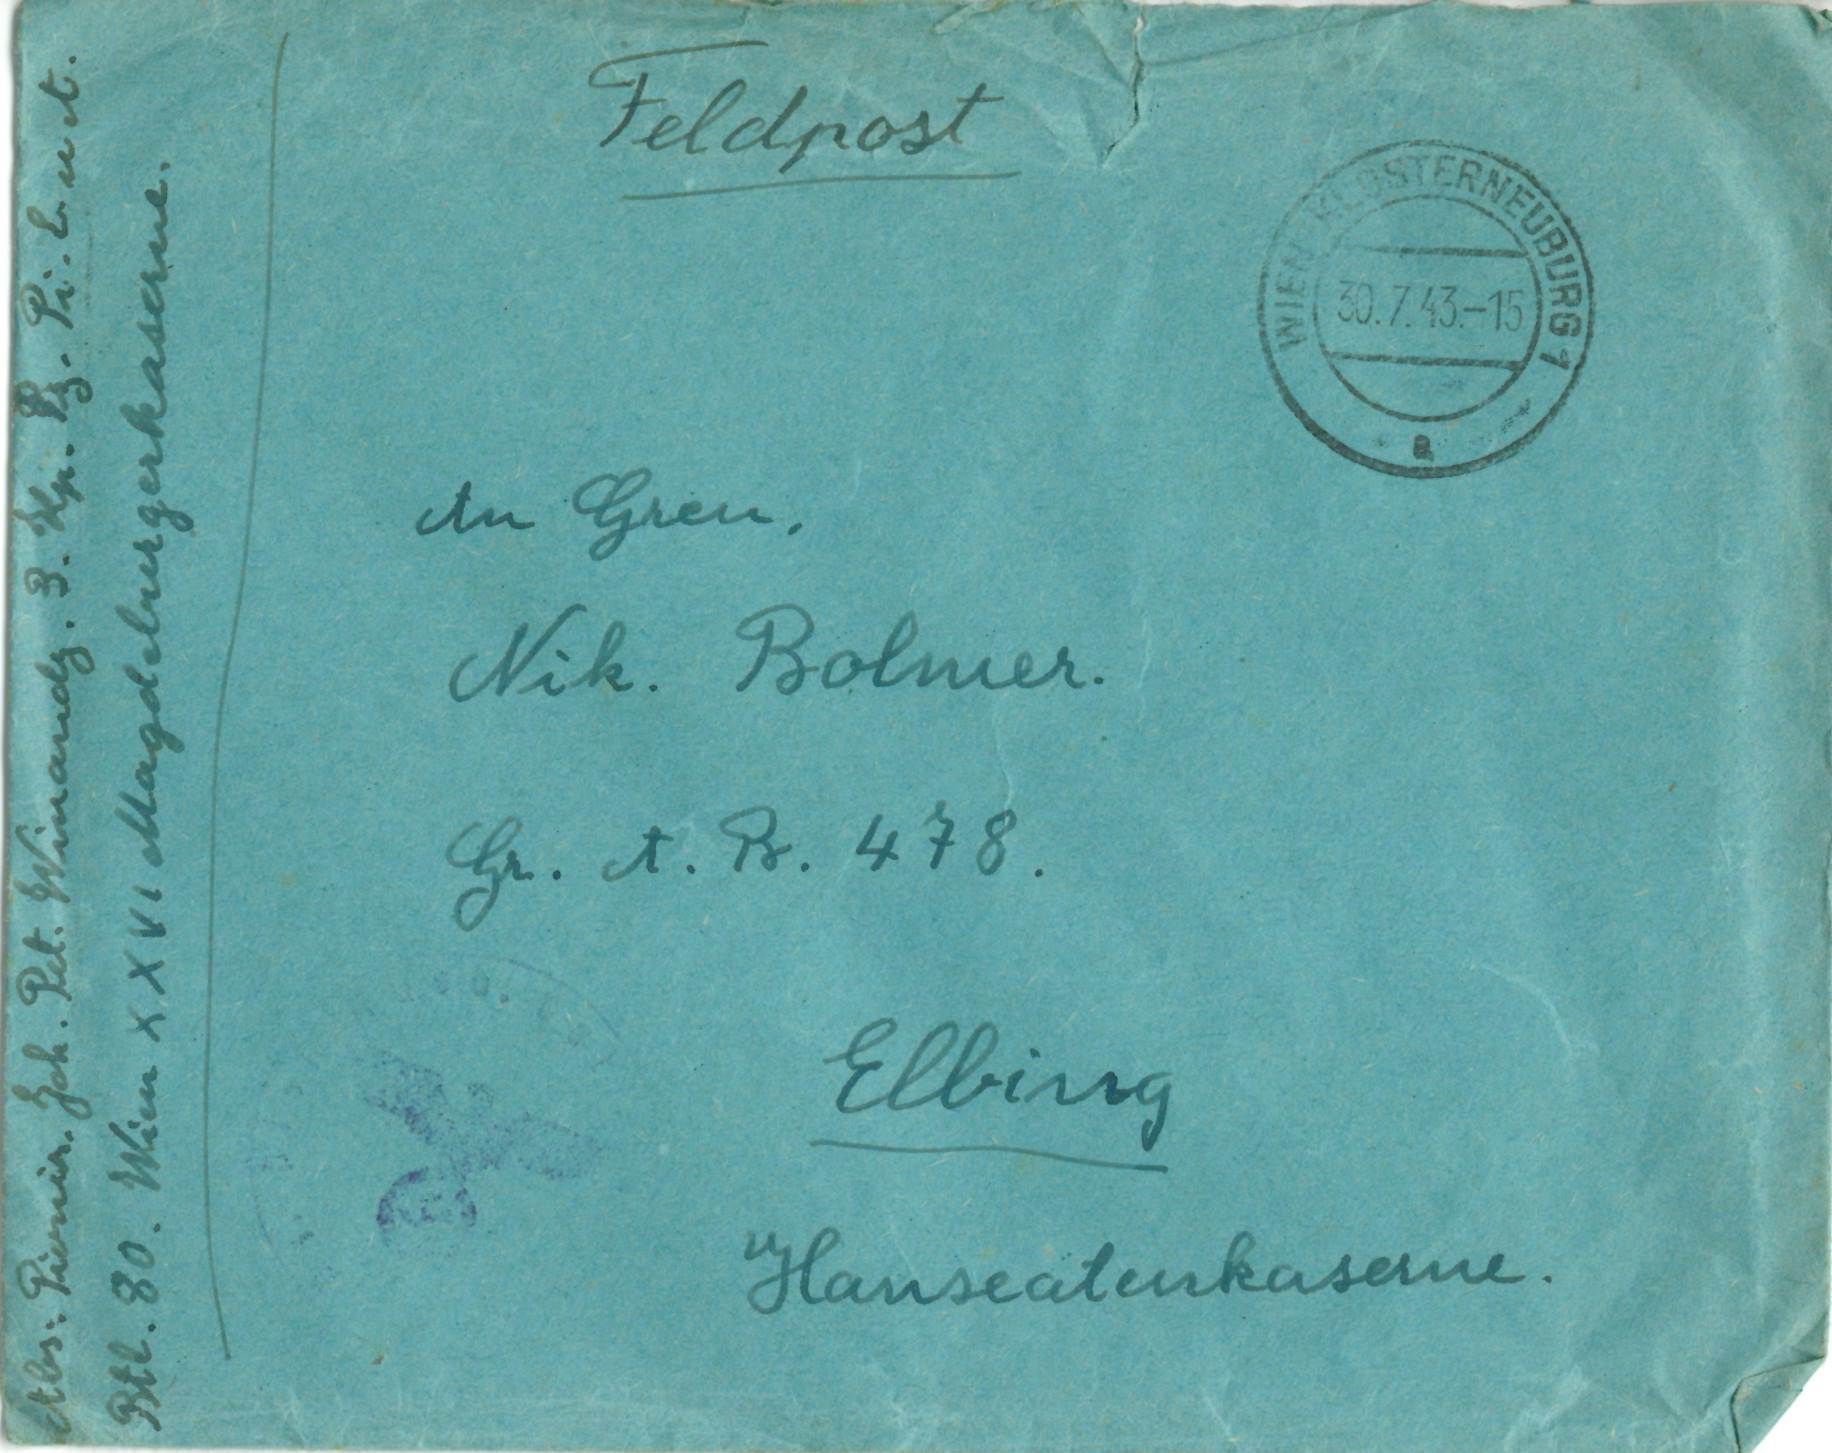 Feldpost
WIEN KLOSTERNEUBURG 1
30.7.43.-15
a
An Gren.
Nik. Bolmer.
Gr. A. B. 478.
Elbing
Hanseatenkaserne.
Abs: Pionier. Joh. Pet. Winandy. 3. Kp. Pz. Pi. E. u. A.
Btl. 80. Wien XXVI Magdeburgerkaserne.